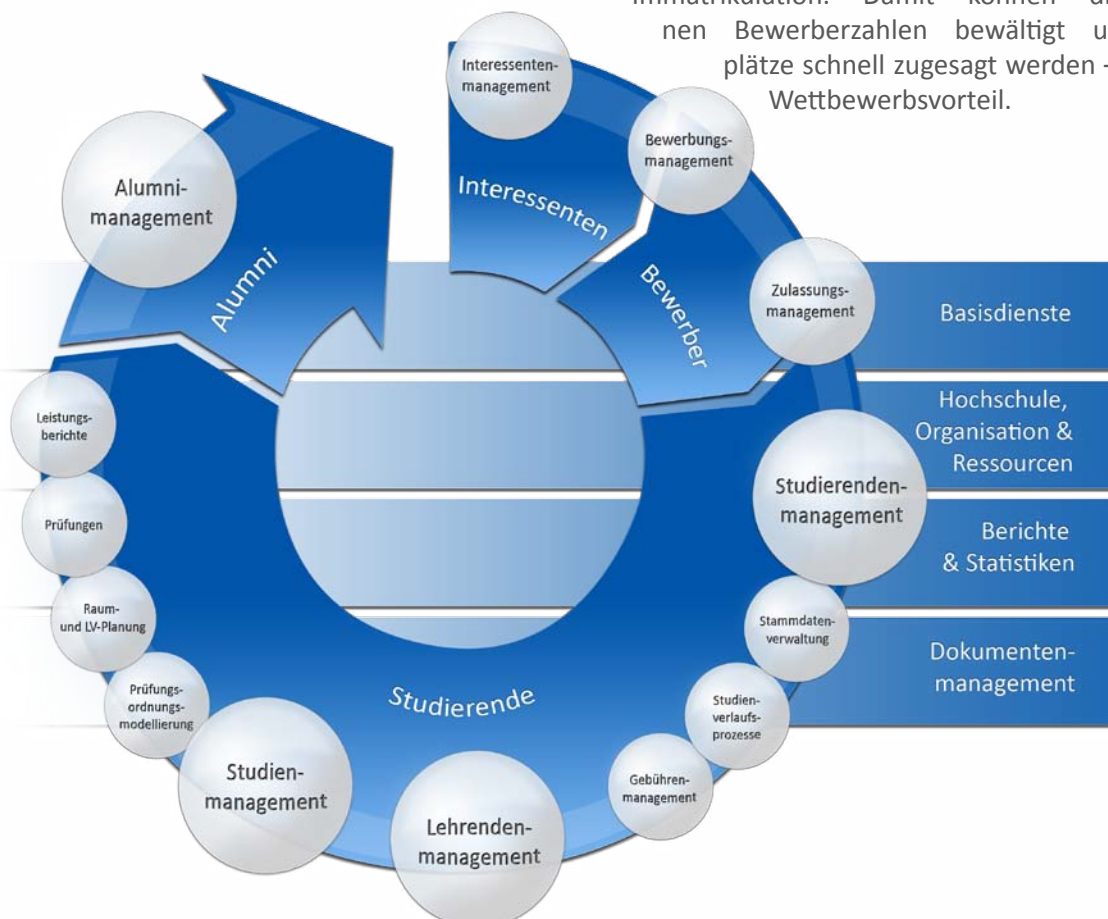 Immatrikulation. Damit können
nen Bewerberzahlen bewältigt
plätze schnell zugesagt werden -
Wettbewerbsvorteil.
Interessenten-
management
Bewerbungs-
management
Zulassungs-
management
Alumni-
management
Interessenten
Bewerber
Alumni
Studierende
Basisdienste
Hochschule,
Organisation &
Ressourcen
Berichte
& Statistiken
Dokumenten-
management
Studierenden-
management
Stammdaten-
verwaltung
Studien-
verlaufs-
prozesse
Gebühren-
management
Lehrenden-
management
Studien-
management
Prüfungs-
ordnungs-
modellierung
Raum-
und LV-Planung
Prüfungen
Leistungs-
berichte